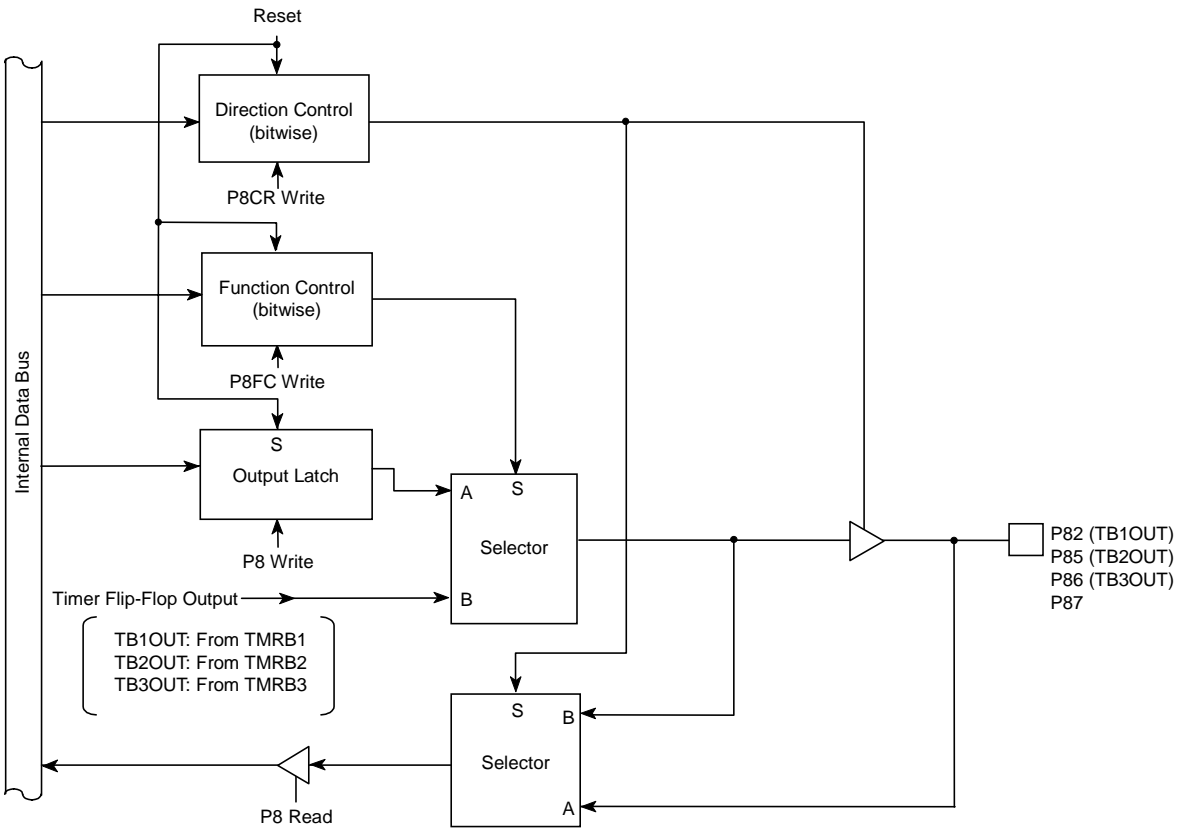 Reset
Direction Control
(bitwise)
P8CR Write
Function Control
(bitwise)
P8FC Write
Internal Data Bus
S
Output Latch
P8 Write
A
S
Selector
B
Timer Flip-Flop Output
TB1OUT: From TMRB1
TB2OUT: From TMRB2
TB3OUT: From TMRB3
P82 (TB1OUT)
P85 (TB2OUT)
P86 (TB3OUT)
P87
S
B
Selector
A
P8 Read